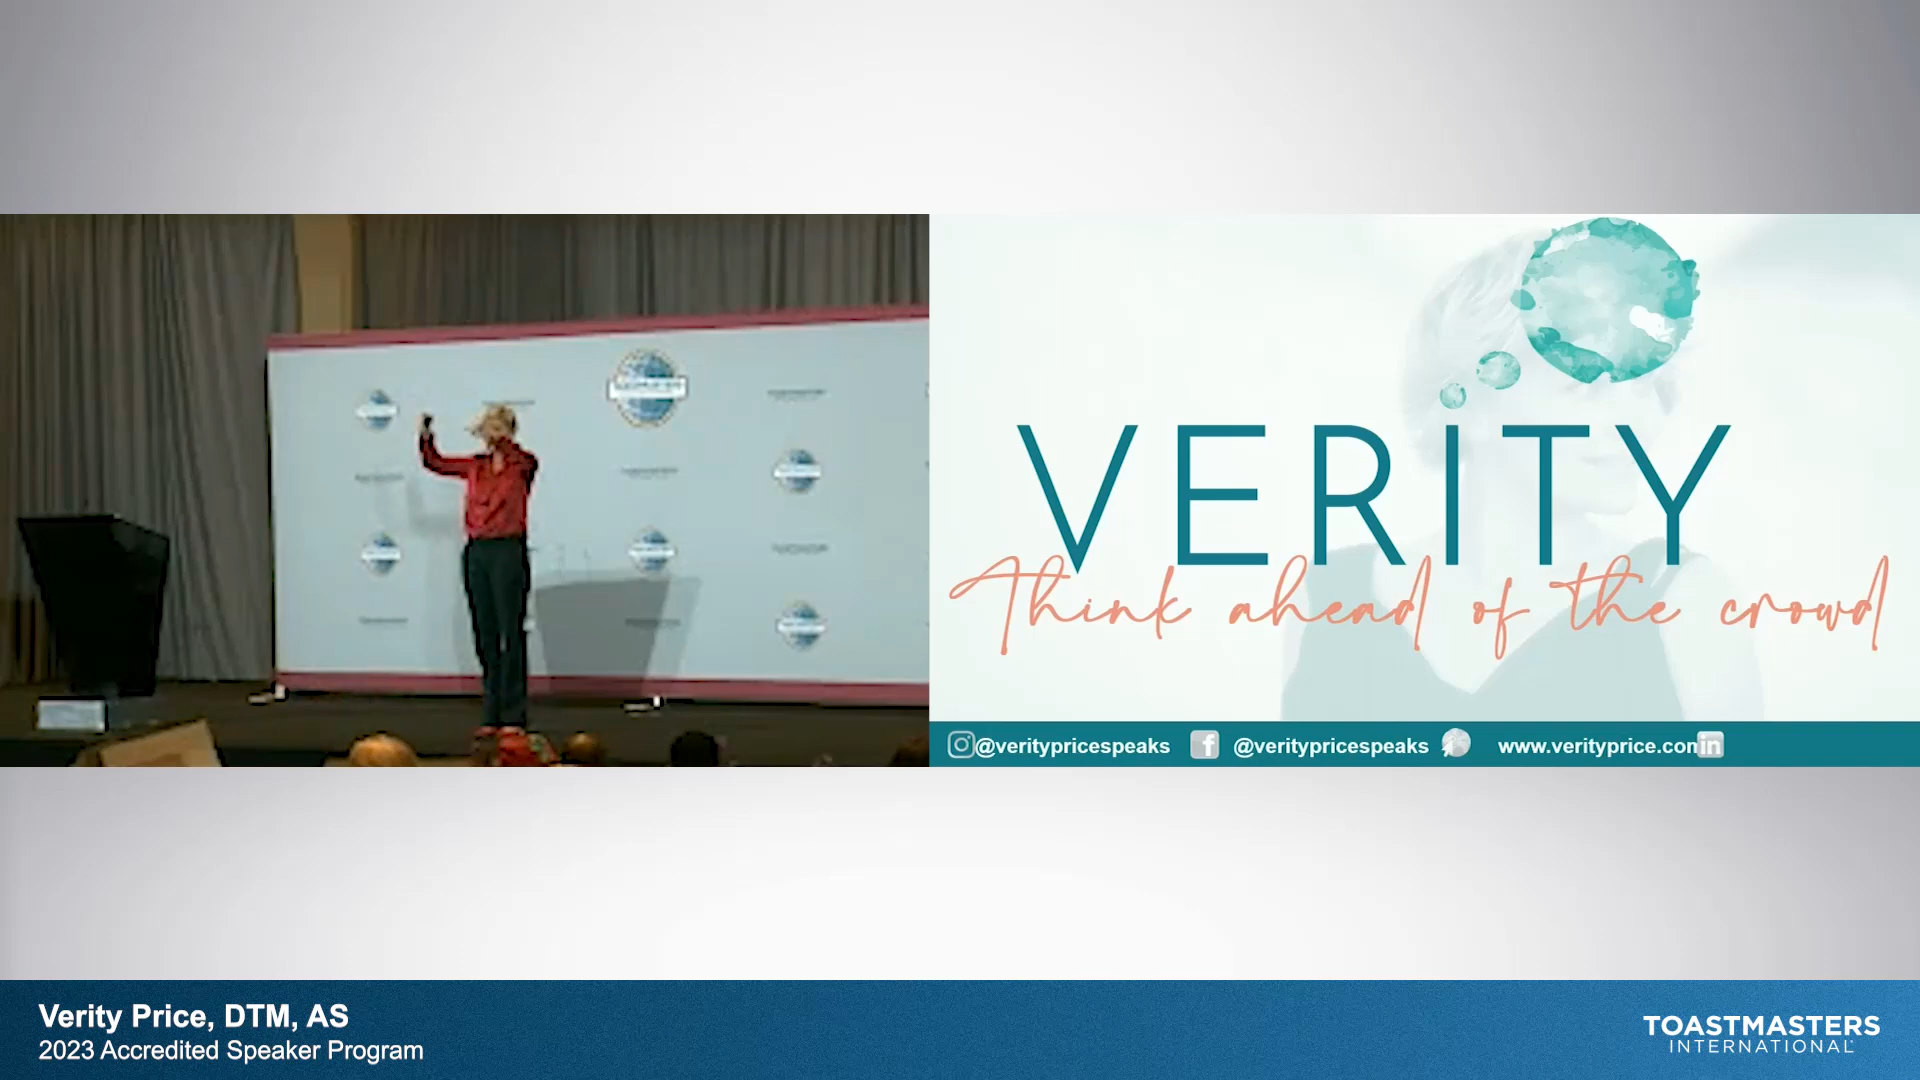 VERITY
Think ahead of the crowd
@veritypricespeaks @veritypricespeaks www.verityprice.com in
Verity Price, DTM, AS
2023 Accredited Speaker Program
TOASTMASTERS
INTERNATIONAL